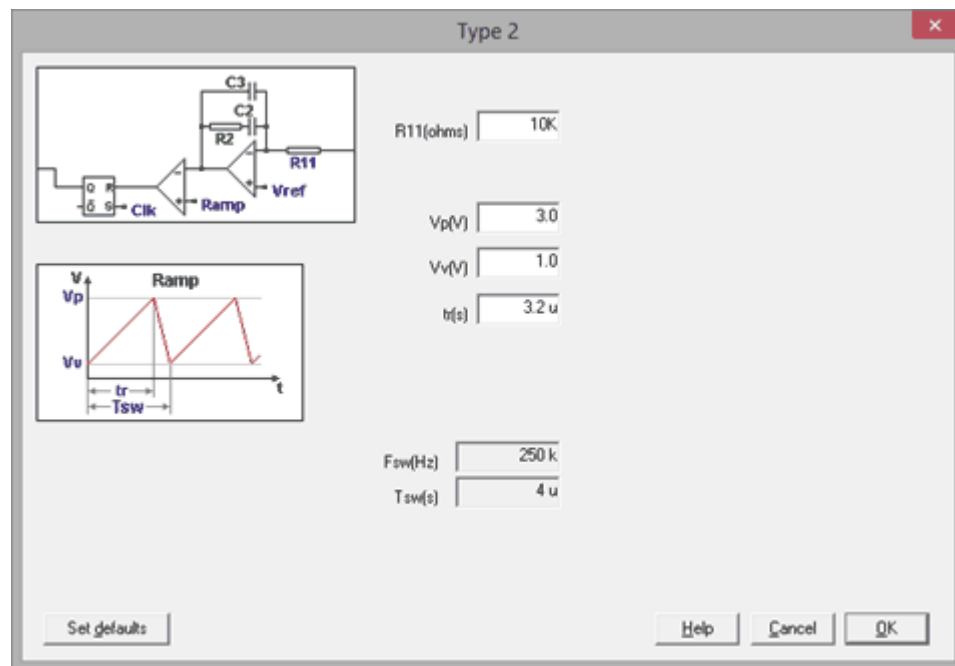 Type 2
C3
C2
R2
R11
Vref
Ramp
Q R
Q̄ S
Clk
R11(ohms) 10K
Vp(V) 3.0
Vv(V) 1.0
tr(s) 3.2 u
V
Ramp
Vp
Vv
tr
t
Tsw
Fsw(Hz) 250 k
Tsw(s) 4 u
Set defaults Help Cancel OK